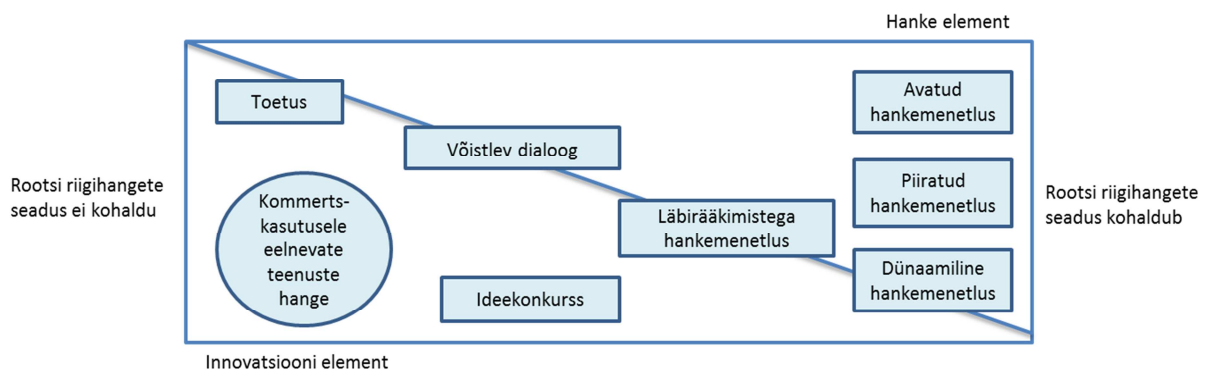 Hanke element
Toetus
Võistlev dialoog
Avatud
hankemenetlus
Rootsi riigihangete
seadus ei kohaldu
Kommerts-
kasutusele
eelnevate
teenuste
hange
Ideekonkurss
Läbirääkimistega
hankemenetlus
Piiratud
hankemenetlus
Dünaamiline
hankemenetlus
Rootsi riigihangete
seadus kohaldub
Innovatsiooni element